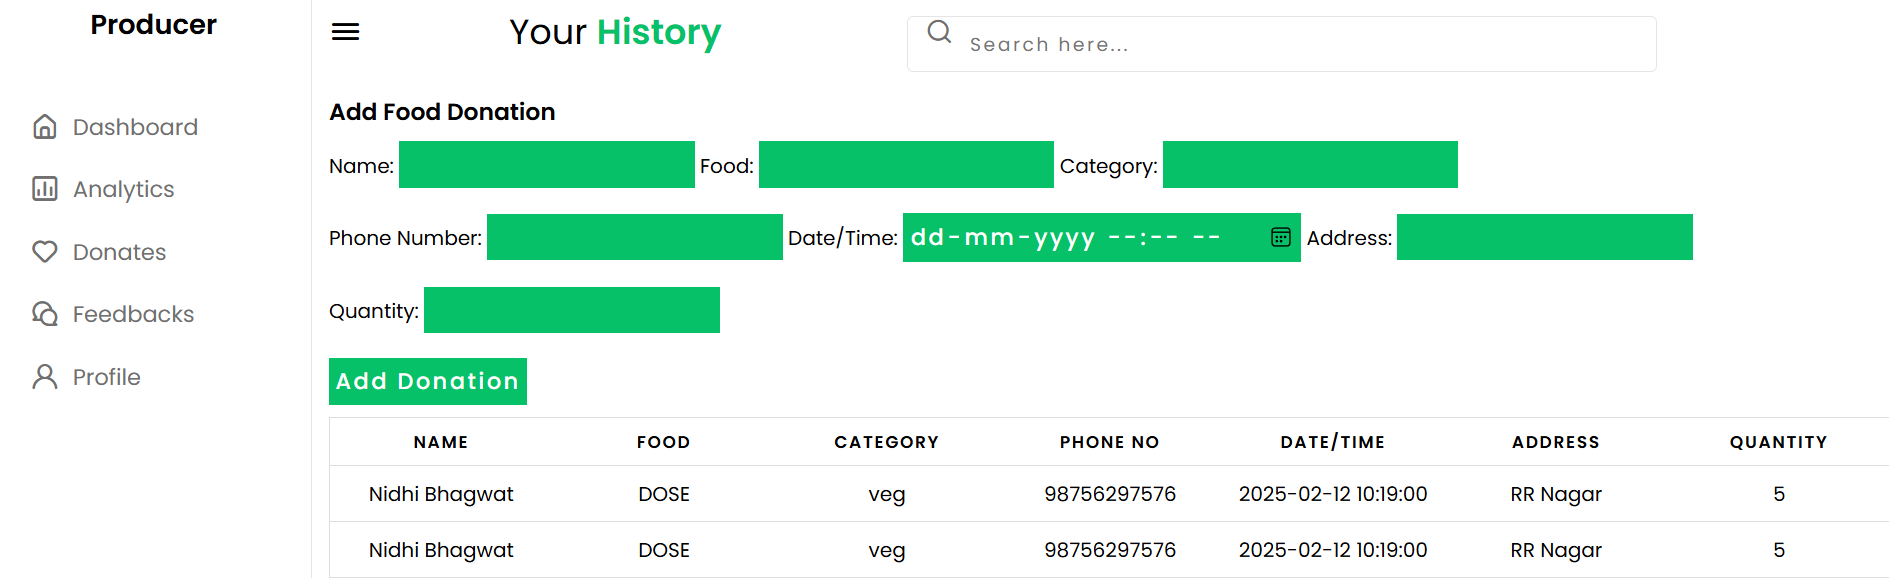 Producer
Your History
Search here...
Dashboard
Analytics
Donates
Feedbacks
Profile
Add Food Donation
Name: Food: Category:
Phone Number: Date/Time: dd-mm-yyyy --:-- -- Address:
Quantity:
Add Donation
NAME FOOD CATEGORY PHONE NO DATE/TIME ADDRESS QUANTITY
Nidhi Bhagwat DOSE veg 98756297576 2025-02-12 10:19:00 RR Nagar 5
Nidhi Bhagwat DOSE veg 98756297576 2025-02-12 10:19:00 RR Nagar 5